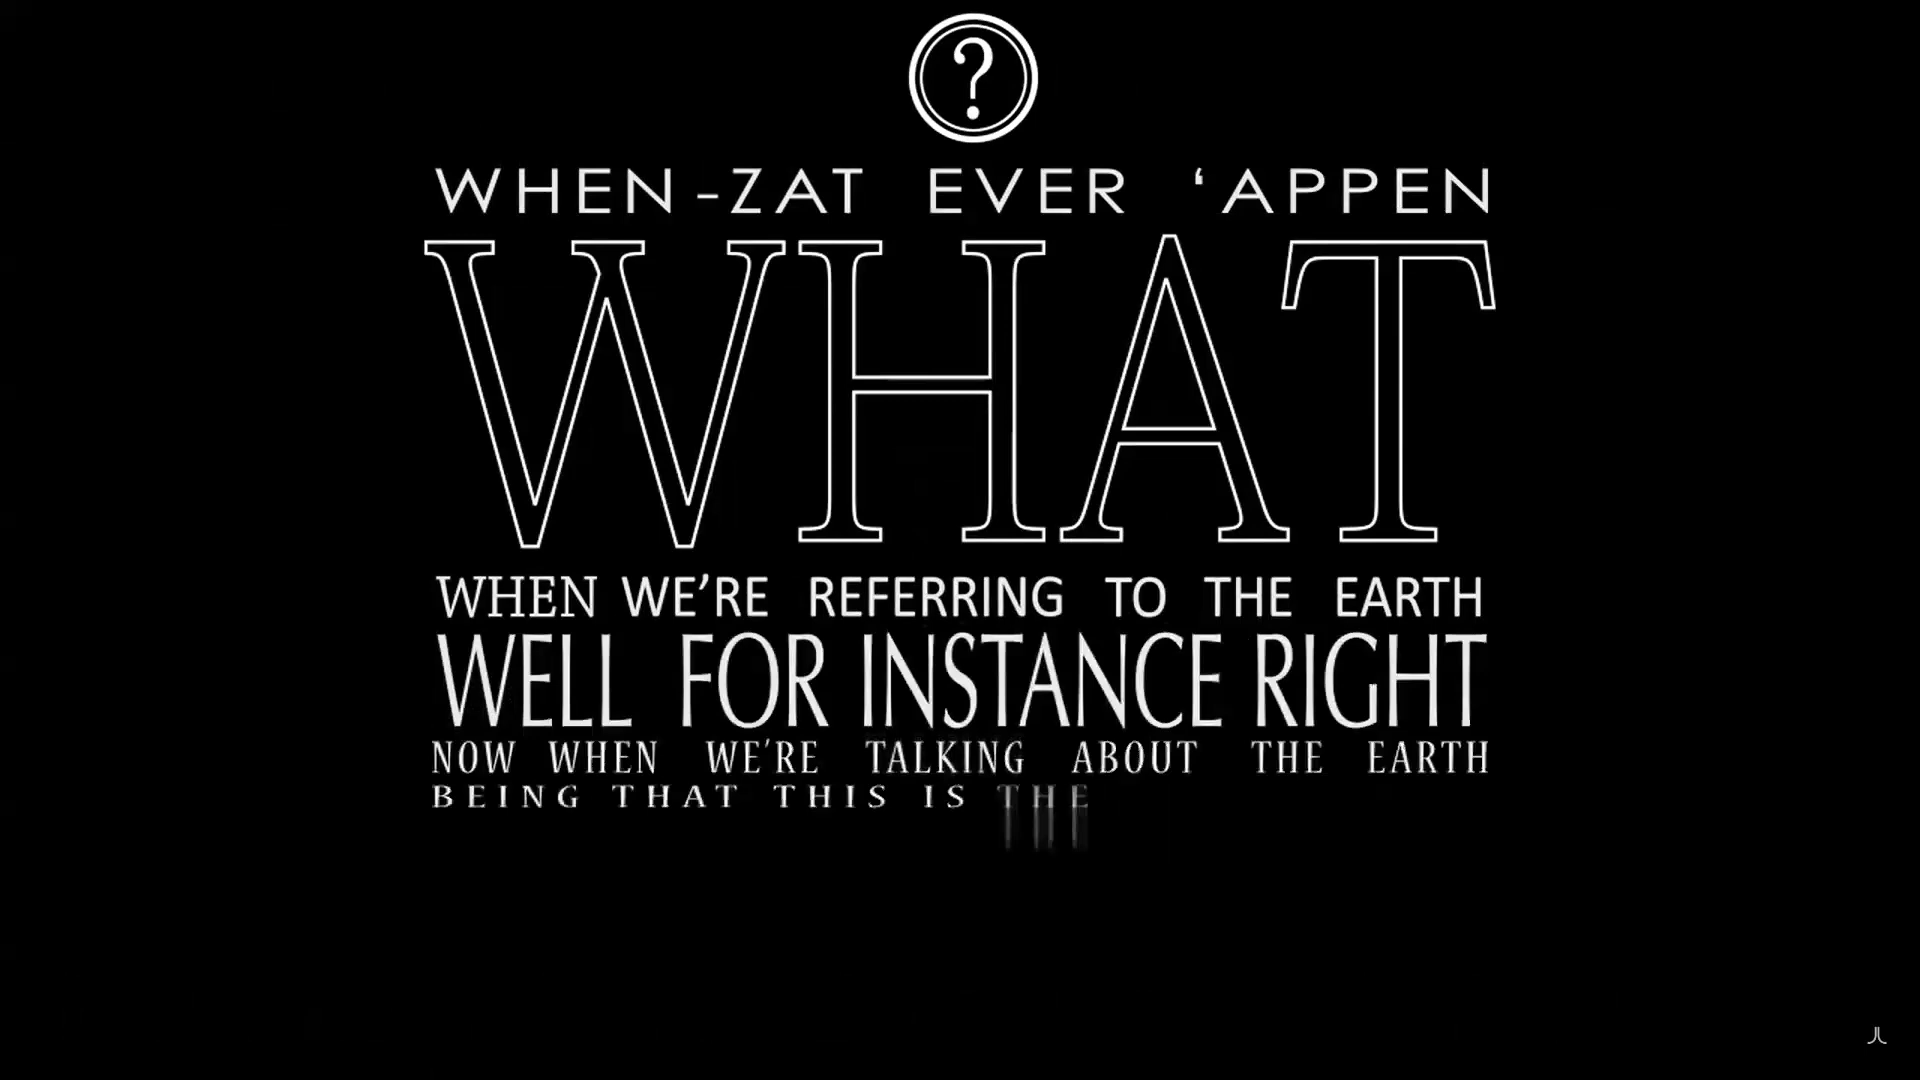 ?
WHEN-ZAT EVER ‘APPEN
WHAT
WHEN WE’RE REFERRING TO THE EARTH
WELL FOR INSTANCE RIGHT
NOW WHEN WE’RE TALKING ABOUT THE EARTH
BEING THAT THIS IS THE